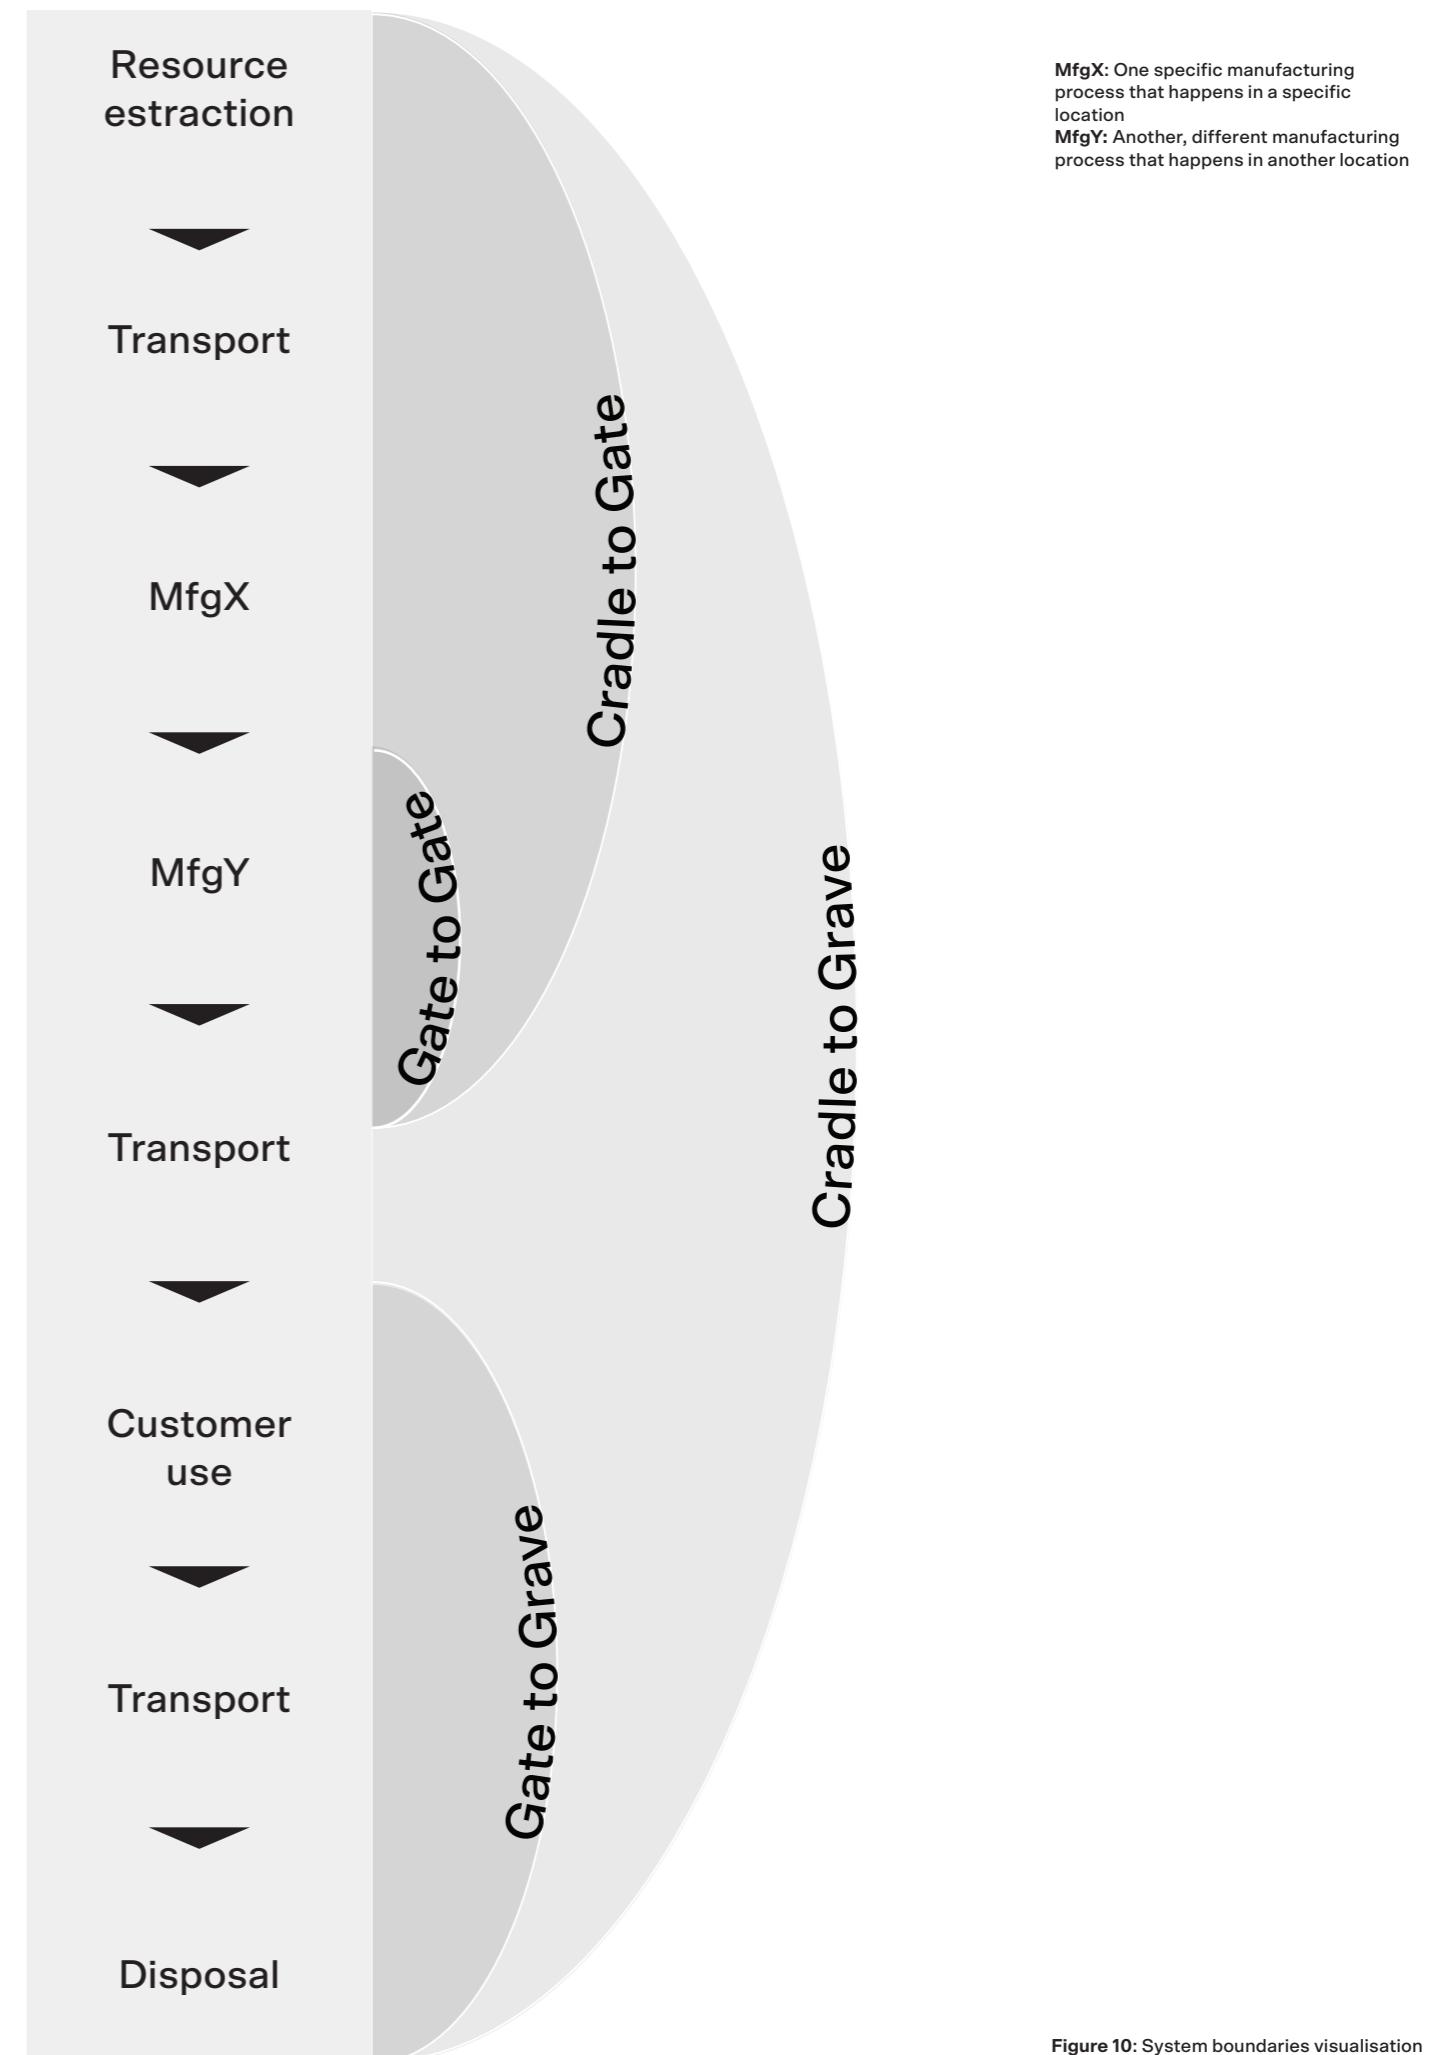 Resource
estraction
Transport
MfgX
MfgY
Transport
Customer
use
Transport
Disposal
Cradle to Gate
Gate to Gate
Cradle to Grave
Gate to Grave
MfgX: One specific manufacturing
process that happens in a specific
location
MfgY: Another, different manufacturing
process that happens in another location
Figure 10: System boundaries visualisation